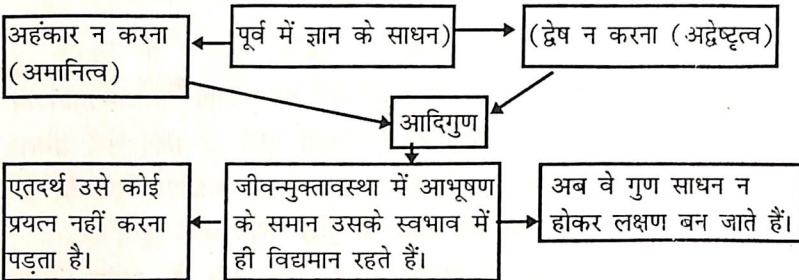 अहंकार न करना
(अमानित्व)
पूर्व में ज्ञान के साधन)
(द्वेष न करना (अद्वेष्टृत्व)
आदिगुण
एतदर्थ उसे कोई
प्रयत्न नहीं करना
पड़ता है।
जीवन्मुक्तावस्था में आभूषण
के समान उसके स्वभाव में
ही विद्यमान रहते हैं।
अब वे गुण साधन न
होकर लक्षण बन जाते हैं।